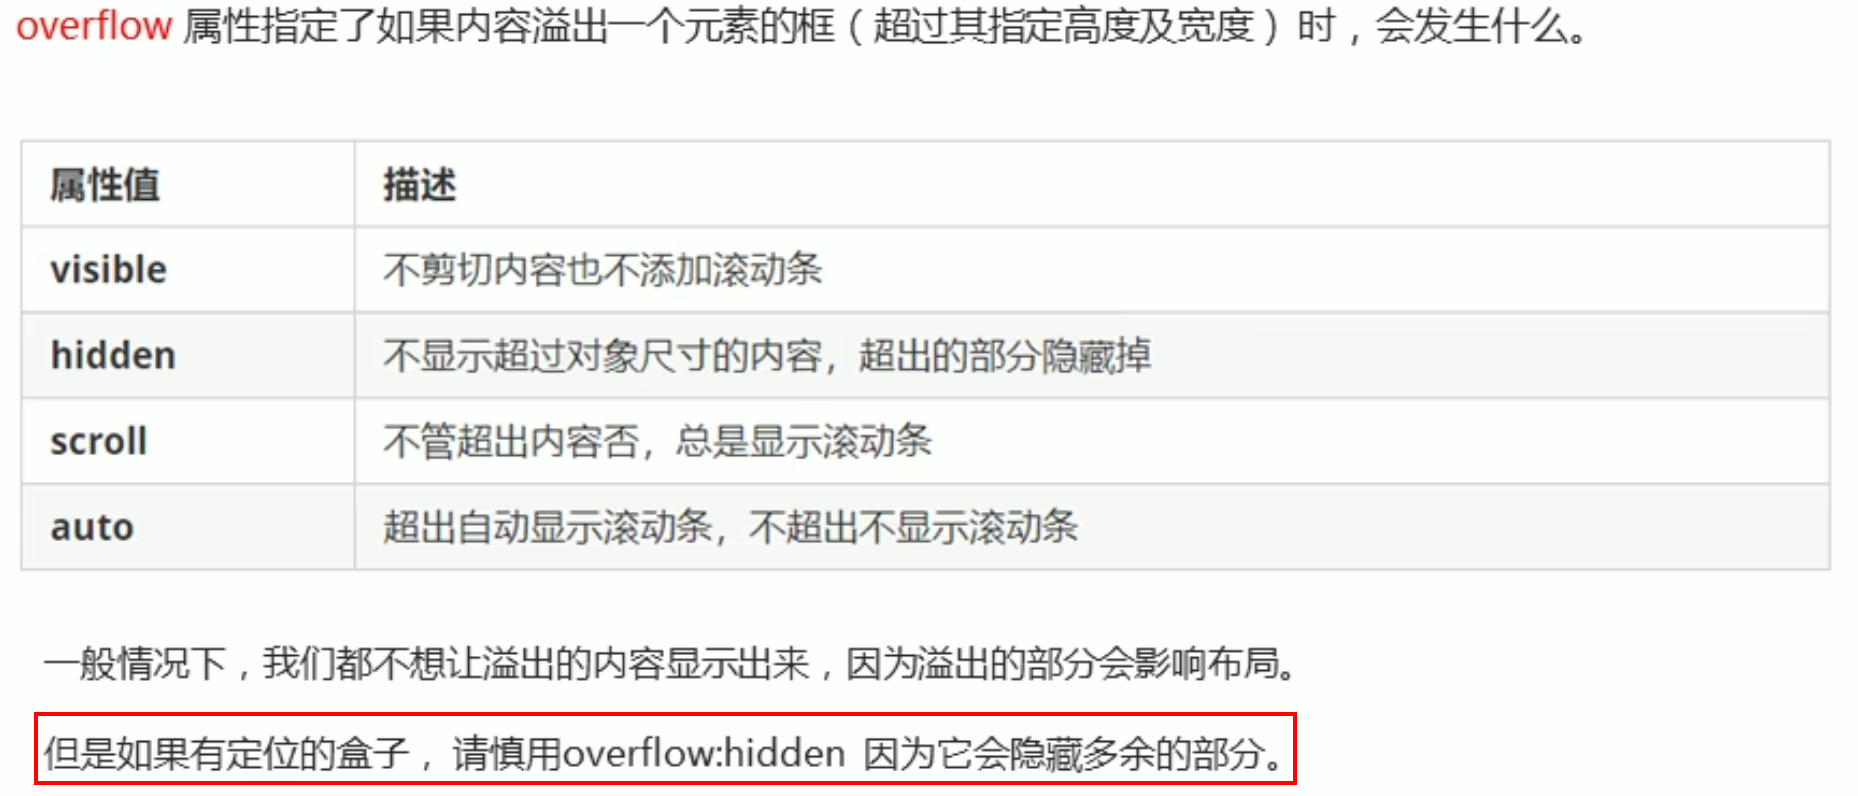 overflow 属性指定了如果内容溢出一个元素的框（超过其指定高度及宽度）时，会发生什么。
属性值 描述
visible 不剪切内容也不添加滚动条
hidden 不显示超过对象尺寸的内容，超出的部分隐藏掉
scroll 不管超出内容否，总是显示滚动条
auto 超出自动显示滚动条，不超出不显示滚动条
一般情况下，我们都不想让溢出的内容显示出来，因为溢出的部分会影响布局。
但是如果有定位的盒子，请慎用overflow:hidden 因为它会隐藏多余的部分。